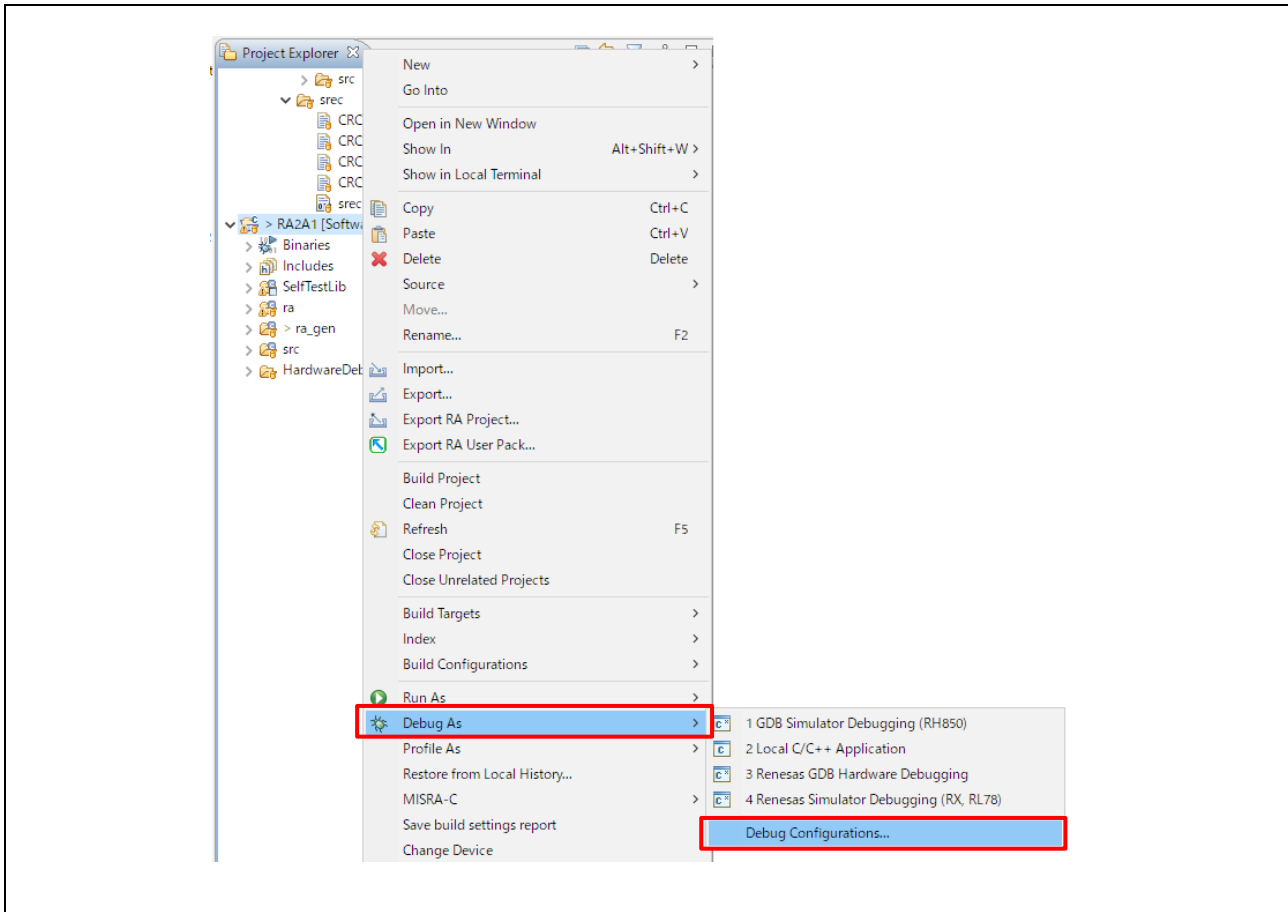 Project Explorer
src
srec
CRC
CRC
CRC
CRC
srec
> RA2A1 [Softwa
Binaries
Includes
SelfTestLib
ra
> ra_gen
src
HardwareDeb
New
Go Into
Open in New Window
Show In Alt+Shift+W >
Show in Local Terminal
Copy Ctrl+C
Paste Ctrl+V
Delete Delete
Source
Move...
Rename... F2
Import...
Export...
Export RA Project...
Export RA User Pack...
Build Project
Clean Project
Refresh F5
Close Project
Close Unrelated Projects
Build Targets
Index
Build Configurations
Run As
Debug As
Profile As
Restore from Local History...
MISRA-C
Save build settings report
Change Device
1 GDB Simulator Debugging (RH850)
2 Local C/C++ Application
3 Renesas GDB Hardware Debugging
4 Renesas Simulator Debugging (RX, RL78)
Debug Configurations...